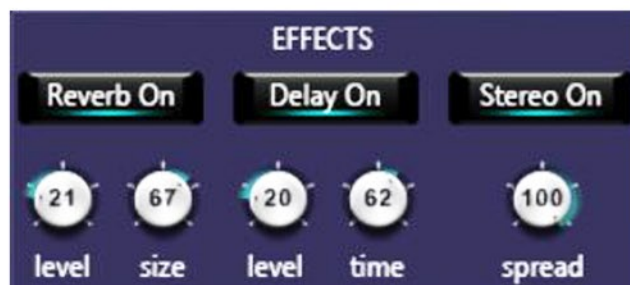 EFFECTS
Reverb On Delay On Stereo On
21 67 20 62 100
level size level time spread